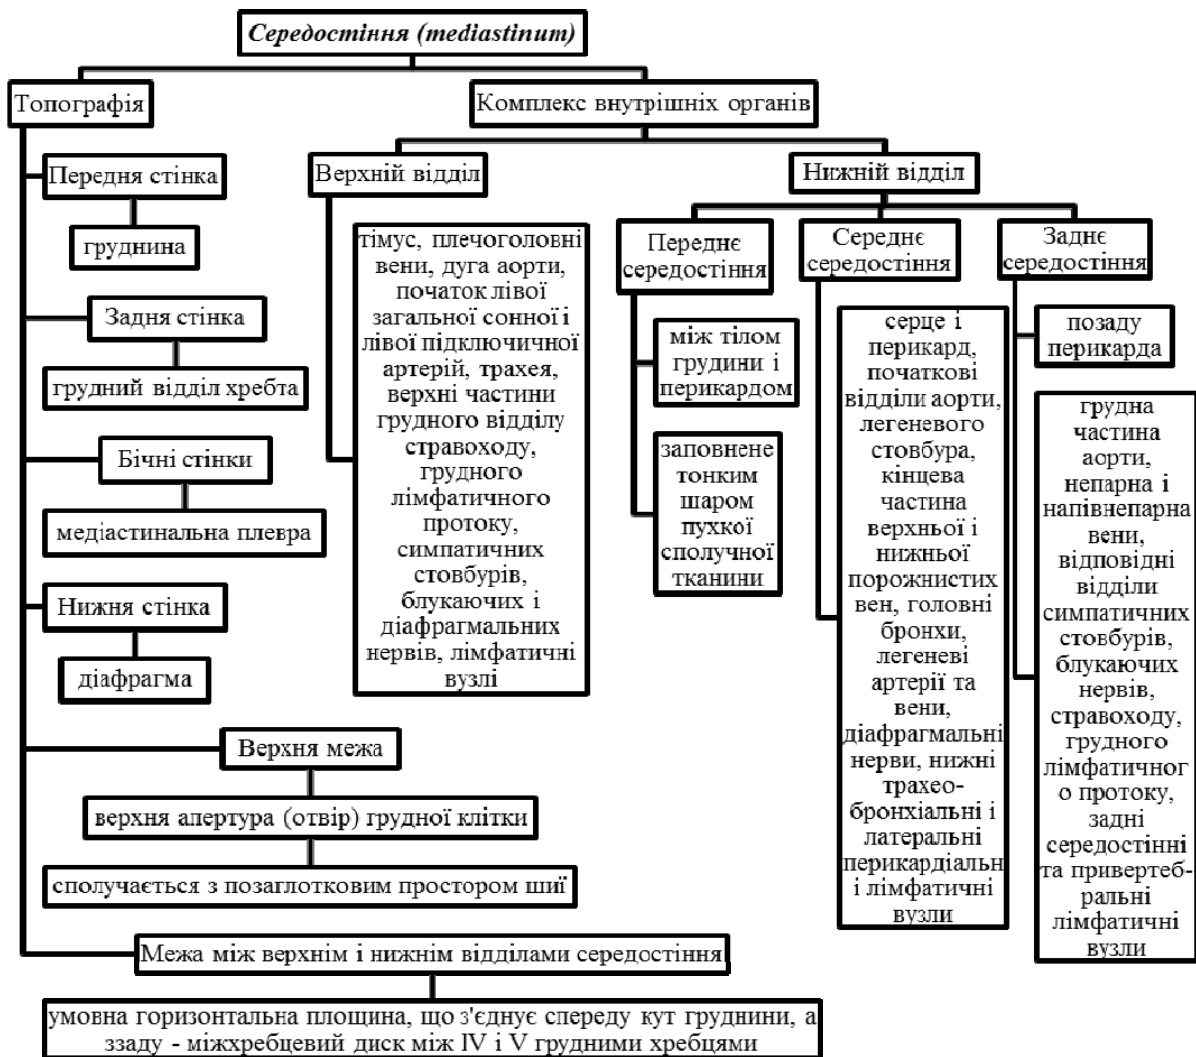 Середостіння (mediastinum)
Топографія
Комплекс внутрішніх органів
Передня стінка
груднина
Задня стінка
грудний відділ хребта
Бічні стінки
медіастинальна плевра
Нижня стінка
діафрагма
Верхня межа
верхня апертура (отвір) грудної клітки
сполучається з позаглотковим простором шиї
Межа між верхнім і нижнім відділами середостіння
умовна горизонтальна площина, що з'єднує спереду кут груднини, а
ззаду - міжхребцевий диск між IV і V грудними хребцями
Верхній відділ
тімус, плечоголовні
вени, дуга аорти,
початок лівої
загальної сонної і
лівої підключичної
артерій, трахея,
верхні частини
грудного відділу
стравоходу,
грудного
лімфатичного
протоку,
симпатичних
стовбурів,
блукаючих і
діафрагмальних
нервів, лімфатичні
вузлі
Нижній відділ
Переднє
середостіння
між тілом
грудини і
перикардом
заповнене
тонким
шаром
пухкої
сполучної
тканини
Середнє
середостіння
серце і
перикард,
початкові
відділи аорти,
легеневого
стовбура,
кінцева
частина
верхньої і
нижньої
порожнистих
вен, головні
бронхи,
легеневі
артерії та
вени,
діафрагмальні
нерви, нижні
трахео-
бронхіальні і
латеральні
перикардіальн
і лімфатичні
вузли
Заднє
середостіння
позаду
перикарда
грудна
частина
аорти,
непарна і
напівнепарна
вени,
відповідні
відділи
симпатичних
стовбурів,
блукаючих
нервів,
стравоходу,
грудного
лімфатичног
о протоку,
задні
середостінні
та привертеб-
ральні
лімфатичні
вузли